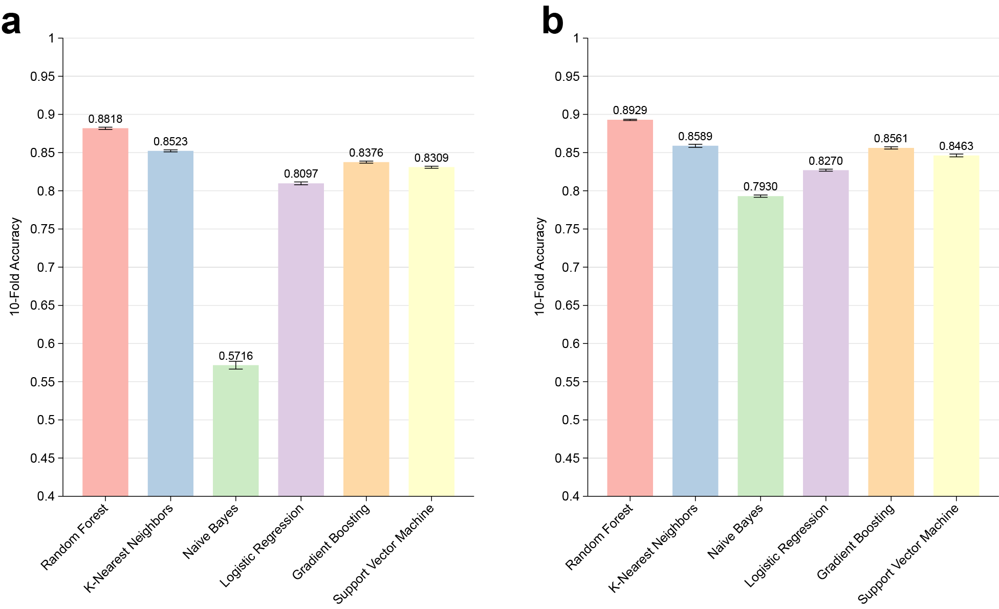 a
1
0.95
0.9
0.85
0.8
0.75
0.7
0.65
0.6
0.55
0.5
0.45
0.4
10-Fold Accuracy
0.8818
0.8523
0.5716
0.8097
0.8376
0.8309
Random Forest
K-Nearest Neighbors
Naive Bayes
Logistic Regression
Gradient Boosting
Support Vector Machine
b
1
0.95
0.9
0.85
0.8
0.75
0.7
0.65
0.6
0.55
0.5
0.45
0.4
10-Fold Accuracy
0.8929
0.8589
0.7930
0.8270
0.8561
0.8463
Random Forest
K-Nearest Neighbors
Naive Bayes
Logistic Regression
Gradient Boosting
Support Vector Machine